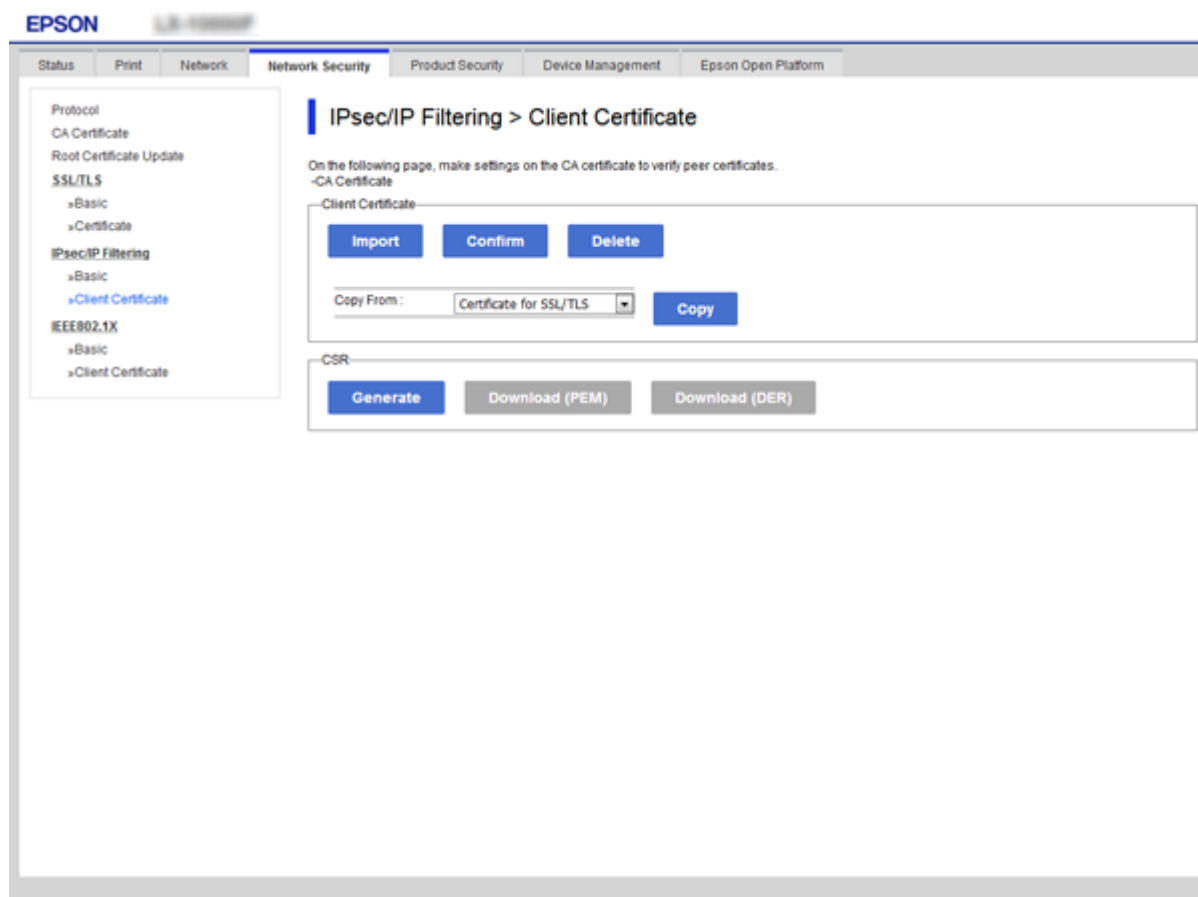 EPSON
Status Print Network Network Security Product Security Device Management Epson Open Platform
Protocol
CA Certificate
Root Certificate Update
SSL/TLS
»Basic
»Certificate
IPsec/IP Filtering
»Basic
»Client Certificate
IEEE802.1X
»Basic
»Client Certificate
IPsec/IP Filtering > Client Certificate
On the following page, make settings on the CA certificate to verify peer certificates.
-CA Certificate
Client Certificate
Import Confirm Delete
Copy From : Certificate for SSL/TLS Copy
CSR
Generate Download (PEM) Download (DER)